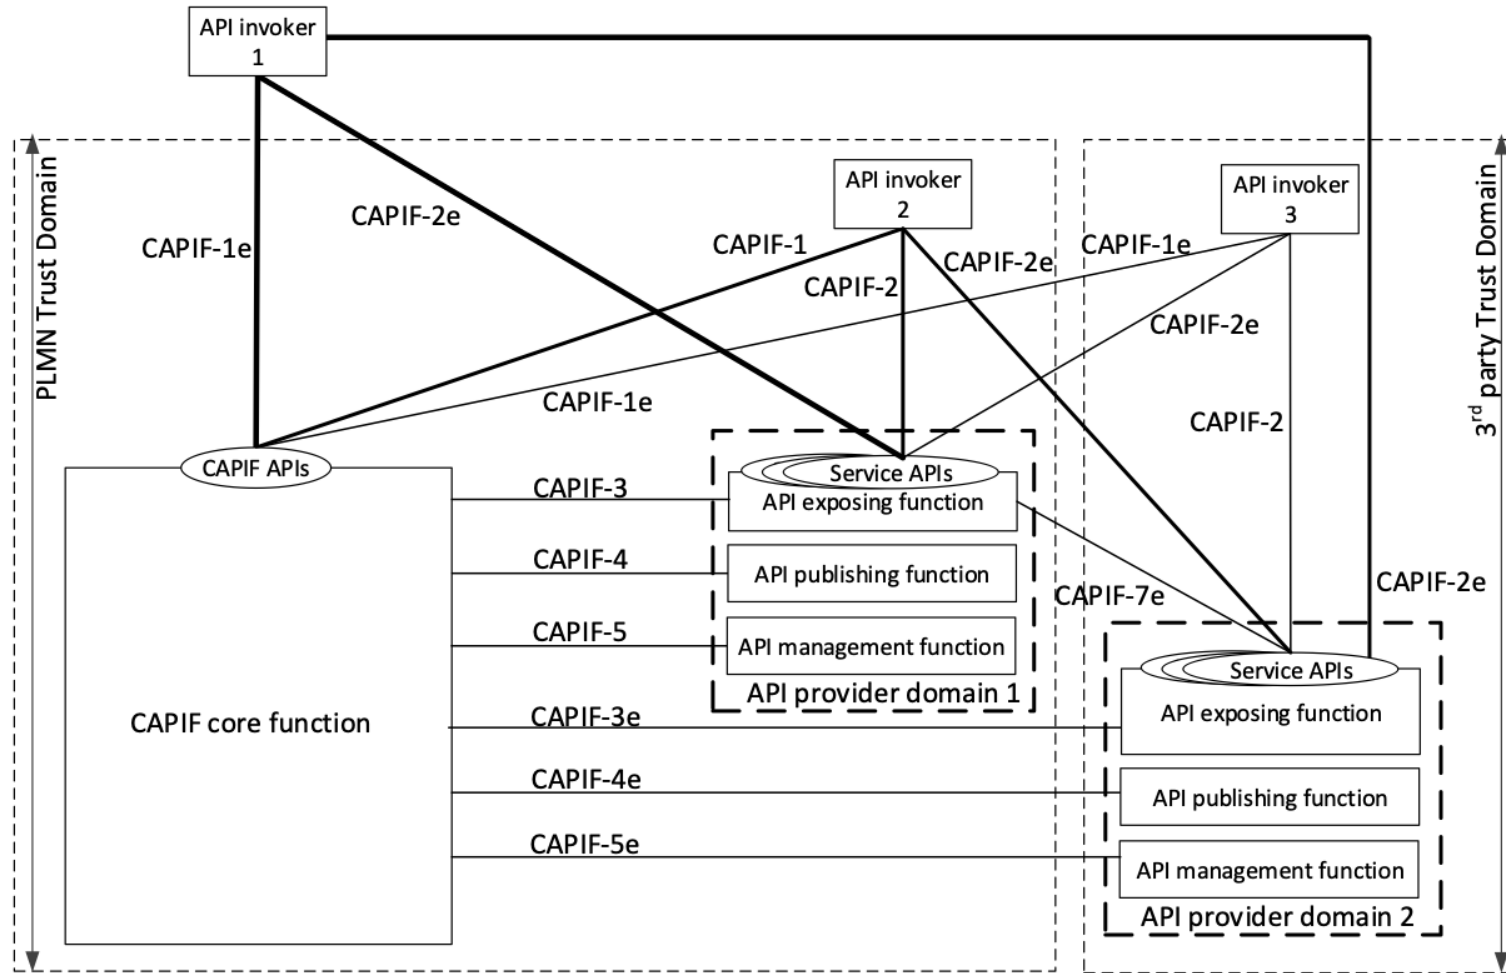 API invoker
1
PLMN Trust Domain
3rd party Trust Domain
API invoker
2
API invoker
3
CAPIF-2e
CAPIF-1e
CAPIF-1
CAPIF-1e
CAPIF-2e
CAPIF-2
CAPIF-2e
CAPIF-1e
CAPIF-2
CAPIF APIs
Service APIs
CAPIF-3
API exposing function
CAPIF-4
API publishing function
CAPIF-2e
CAPIF-7e
CAPIF-5
API management function
Service APIs
API provider domain 1
CAPIF core function
CAPIF-3e
API exposing function
CAPIF-4e
API publishing function
CAPIF-5e
API management function
API provider domain 2